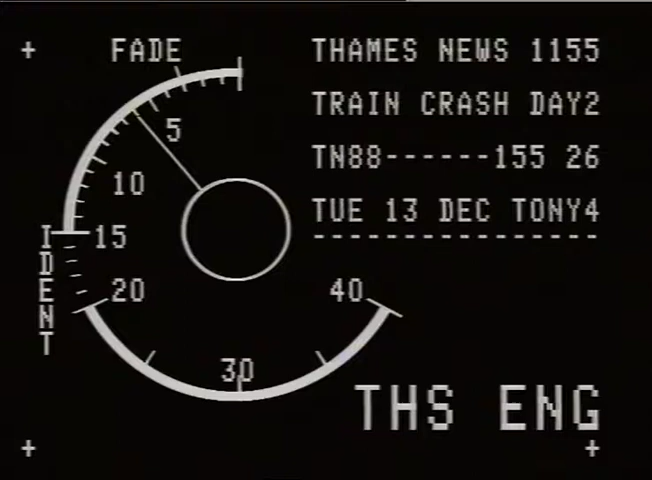 FADE
THAMES NEWS 1155
TRAIN CRASH DAY2
TN88------155 26
TUE 13 DEC TONY4
----------------
5
10
15
20
30
40
IDENT
THS ENG